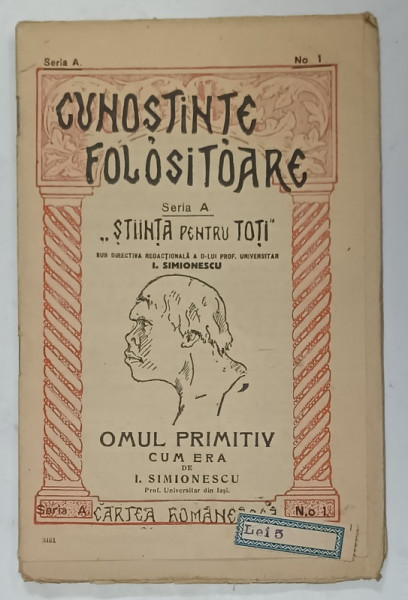 Seria A. No 1
CUNOȘTINȚE
FOLOSITOARE
Seria A
„ȘTIINȚA PENTRU TOȚI"
SUB DIRECTIVA REDACȚIONALĂ A D-LUI PROF. UNIVERSITAR
I. SIMIONESCU
OMUL PRIMITIV
CUM ERA
DE
I. SIMIONESCU
Prof. Universitar din Iași.
Seria A. CARTEA ROMÂNEASCĂ N.o 1.
Lei 5